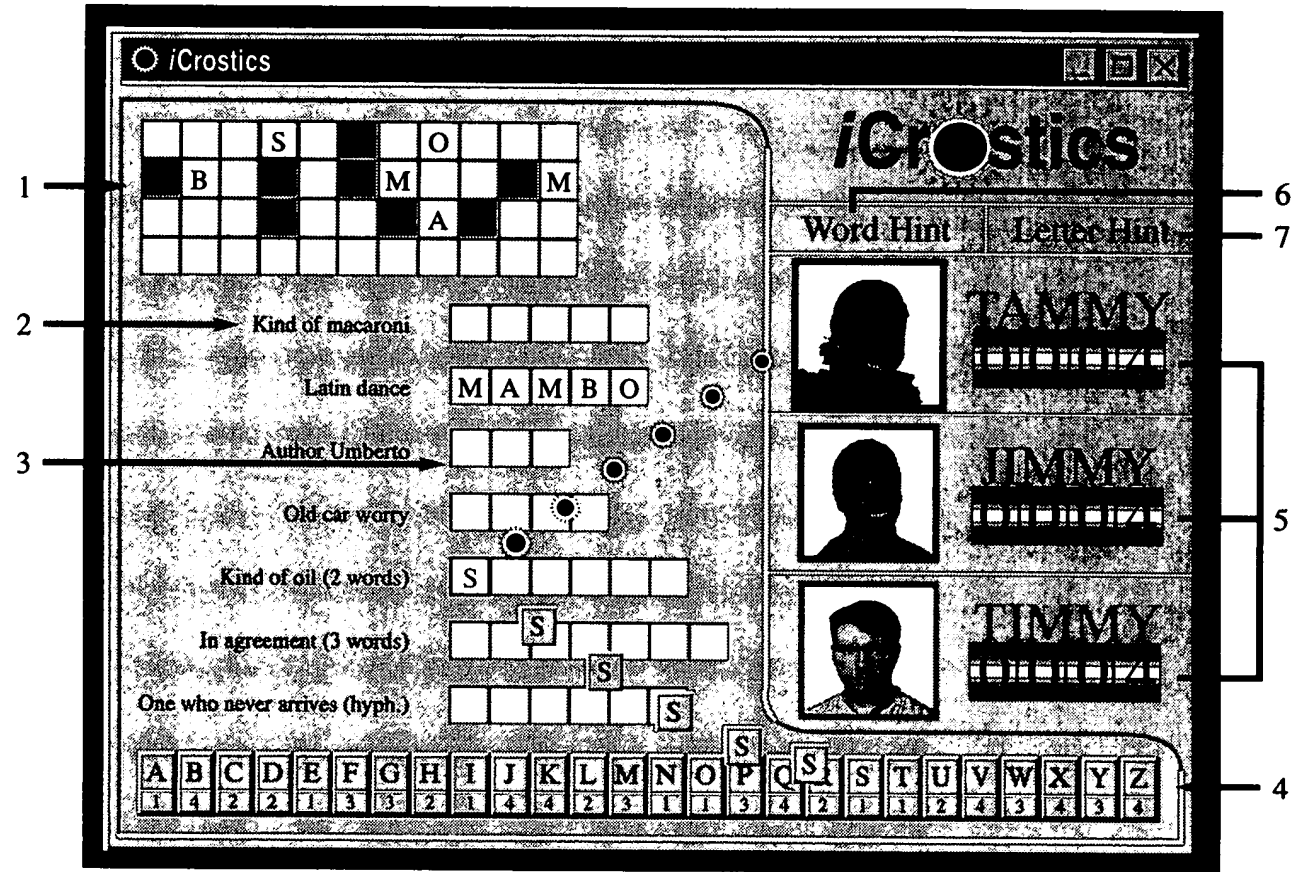 iCrostics
iCrostics
S O
1 B M M 6
A
Word Hint Letter Hint 7
2 Kind of macaroni TAMMY
Latin dance M A M B O
3 Author Umberto
Old car worry JIMMY
5
Kind of oil (2 words) S
S
In agreement (3 words) TIMMY
S
One who never arrives (hyph.) S
S S
A B C D E F G H I J K L M N O P Q R S T U V W X Y Z 4
1 4 2 2 1 3 3 2 1 4 4 2 3 1 1 3 4 2 1 1 2 4 3 4 3 4